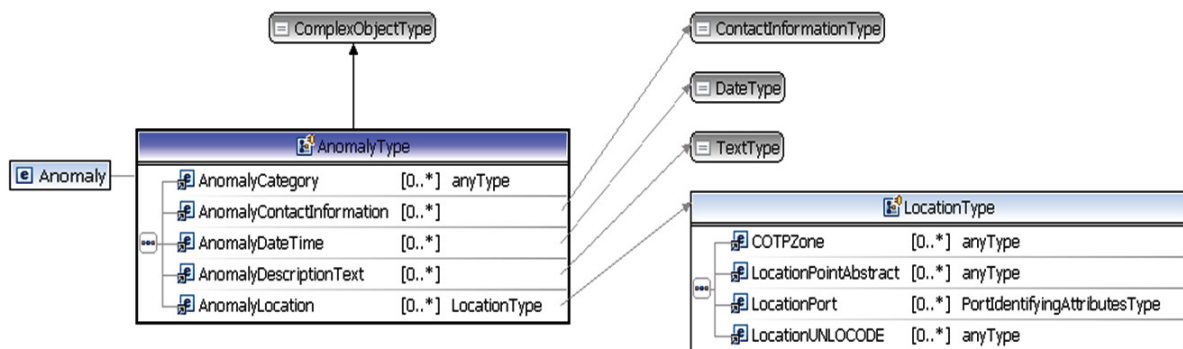 ComplexObjectType
ContactInformationType
DateType
TextType
e Anomaly
AnomalyType
e AnomalyCategory [0..*] anyType
e AnomalyContactInformation [0..*]
e AnomalyDateTime [0..*]
e AnomalyDescriptionText [0..*]
e AnomalyLocation [0..*] LocationType
LocationType
e COTPZone [0..*] anyType
e LocationPointAbstract [0..*] anyType
e LocationPort [0..*] PortIdentifyingAttributesType
e LocationUNLOCODE [0..*] anyType